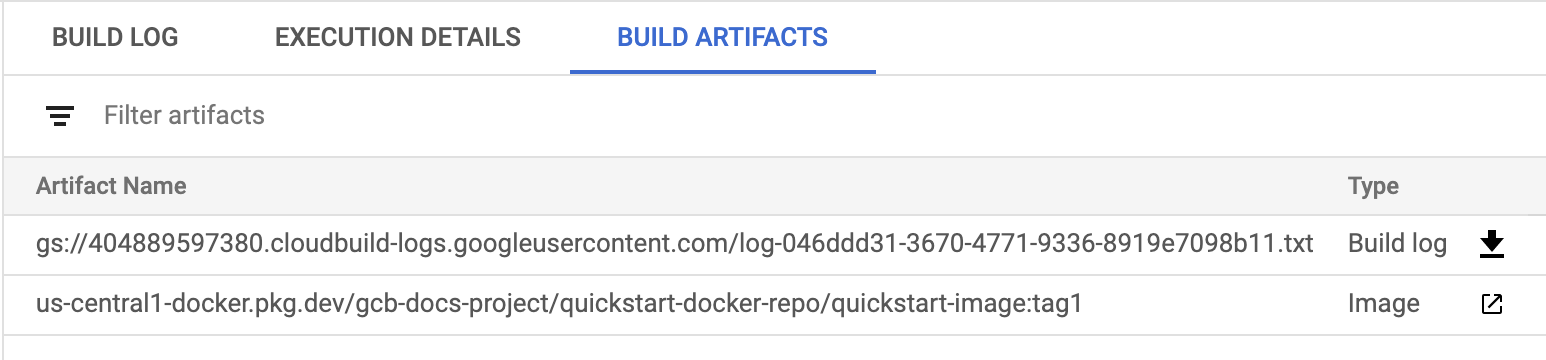 BUILD LOG EXECUTION DETAILS BUILD ARTIFACTS
Filter artifacts
Artifact Name Type
gs://404889597380.cloudbuild-logs.googleusercontent.com/log-046ddd31-3670-4771-9336-8919e7098b11.txt Build log
us-central1-docker.pkg.dev/gcb-docs-project/quickstart-docker-repo/quickstart-image:tag1 Image